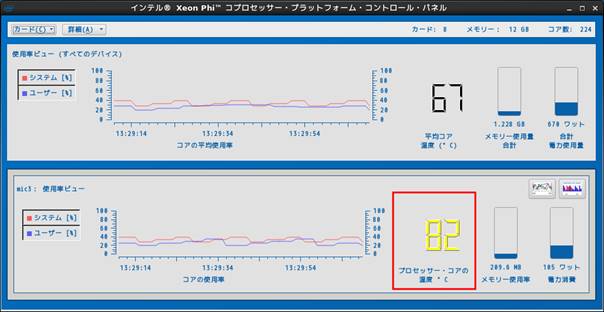 インテル® Xeon Phi™ コプロセッサー・プラットフォーム・コントロール・パネル
カード(C) 詳細(A) カード: 8 メモリー: 12 GB コア数: 224
使用率ビュー (すべてのデバイス)
システム [%]
ユーザー [%]
100
80
60
40
20
0
100
80
60
40
20
0
13:29:14 13:29:34 13:29:54
コアの平均使用率
67
平均コア
温度 (° C)
1.228 GB
メモリー使用量
合計
670 ワット
合計
電力使用量
mic3: 使用率ビュー
システム [%]
ユーザー [%]
100
80
60
40
20
0
100
80
60
40
20
0
13:29:14 13:29:34 13:29:54
コアの使用率
82
プロセッサー・コアの
温度 ° C
209.6 MB
メモリー使用率
105 ワット
電力消費